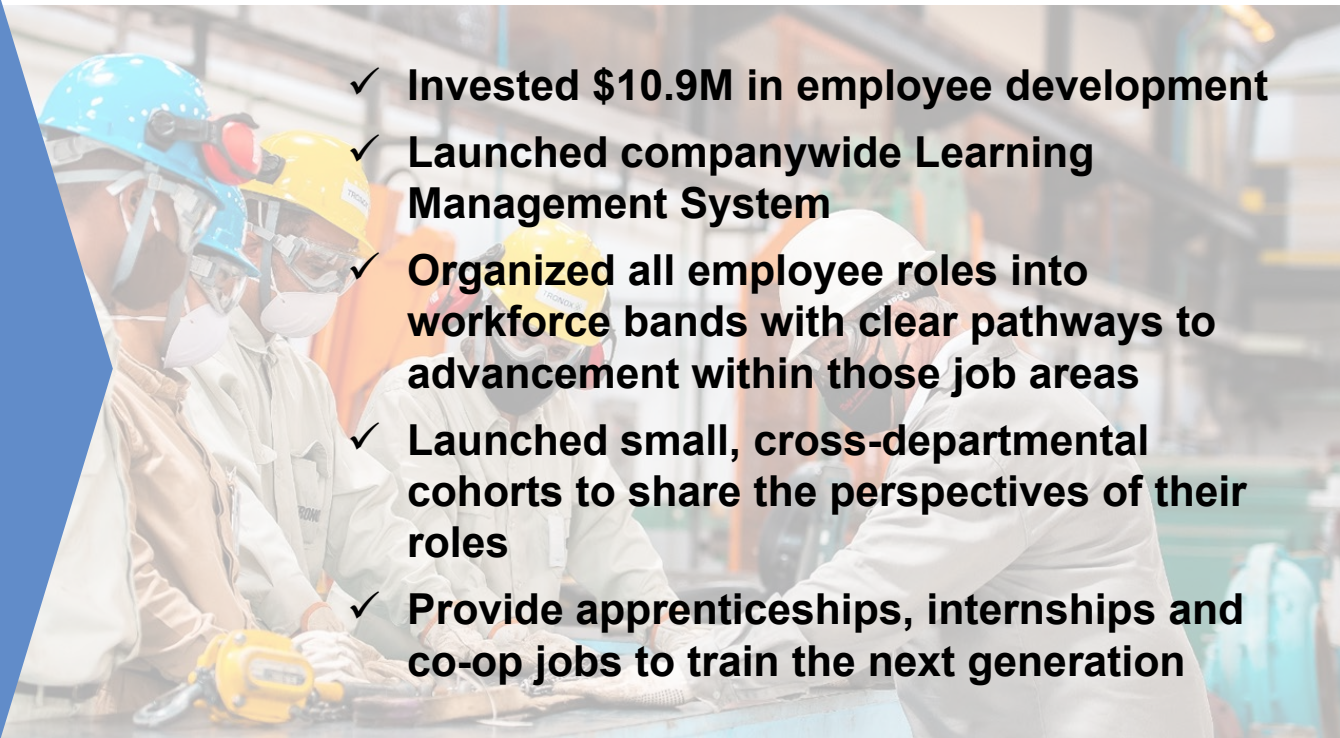 ✓ Invested $10.9M in employee development
✓ Launched companywide Learning
Management System
✓ Organized all employee roles into
workforce bands with clear pathways to
advancement within those job areas
✓ Launched small, cross-departmental
cohorts to share the perspectives of their
roles
✓ Provide apprenticeships, internships and
co-op jobs to train the next generation
TRONOX